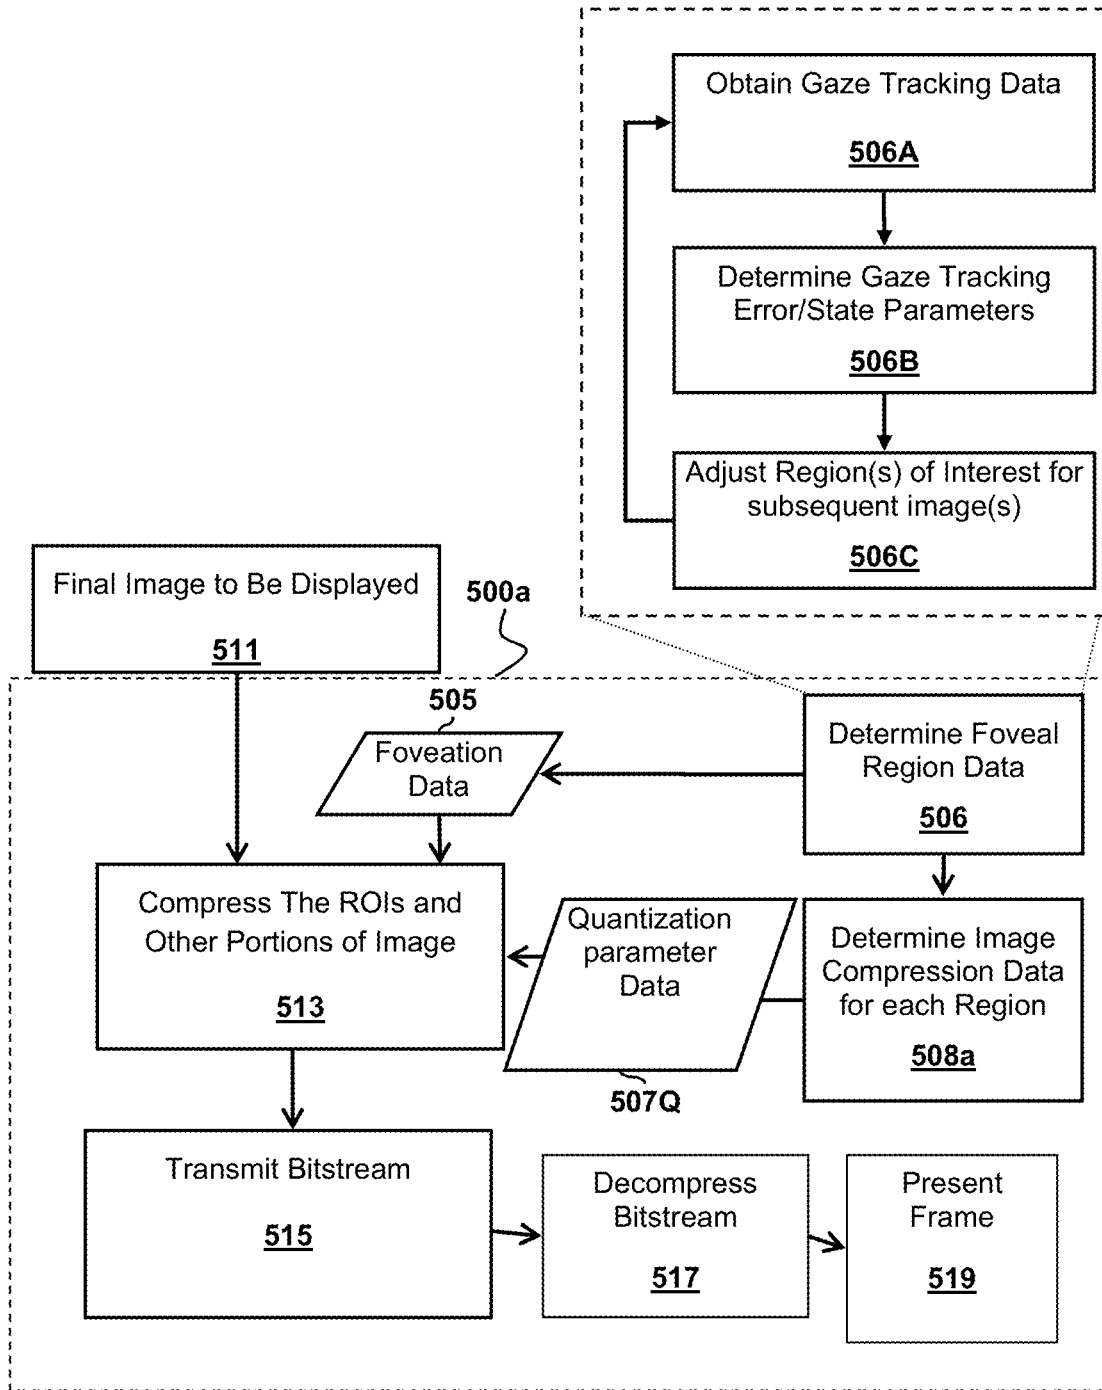 Obtain Gaze Tracking Data
506A
Determine Gaze Tracking
Error/State Parameters
506B
Adjust Region(s) of Interest for
subsequent image(s)
506C
Final Image to Be Displayed
511
500a
505
Foveation
Data
Determine Foveal
Region Data
506
Compress The ROIs and
Other Portions of Image
513
Quantization
parameter
Data
507Q
Determine Image
Compression Data
for each Region
508a
Transmit Bitstream
515
Decompress
Bitstream
517
Present
Frame
519